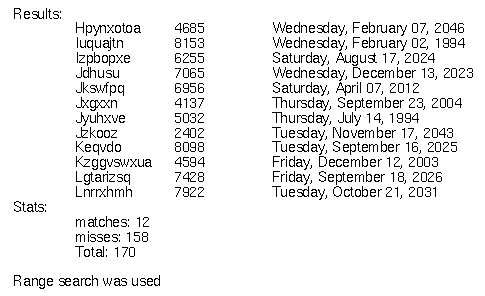 Results:
Hpynxotoa 4685 Wednesday, February 07, 2046
Iuquajtn 8153 Wednesday, February 02, 1994
Izpbopxe 6255 Saturday, August 17, 2024
Jdhusu 7065 Wednesday, December 13, 2023
Jkswfpq 6956 Saturday, April 07, 2012
Jxgxxn 4137 Thursday, September 23, 2004
Jyuhxve 5032 Thursday, July 14, 1994
Jzkooz 2402 Tuesday, November 17, 2043
Keqvdo 8098 Tuesday, September 16, 2025
Kzggvswxua 4594 Friday, December 12, 2003
Lgtarizsq 7428 Friday, September 18, 2026
Lnrrxhmh 7922 Tuesday, October 21, 2031
Stats:
matches: 12
misses: 158
Total: 170
Range search was used